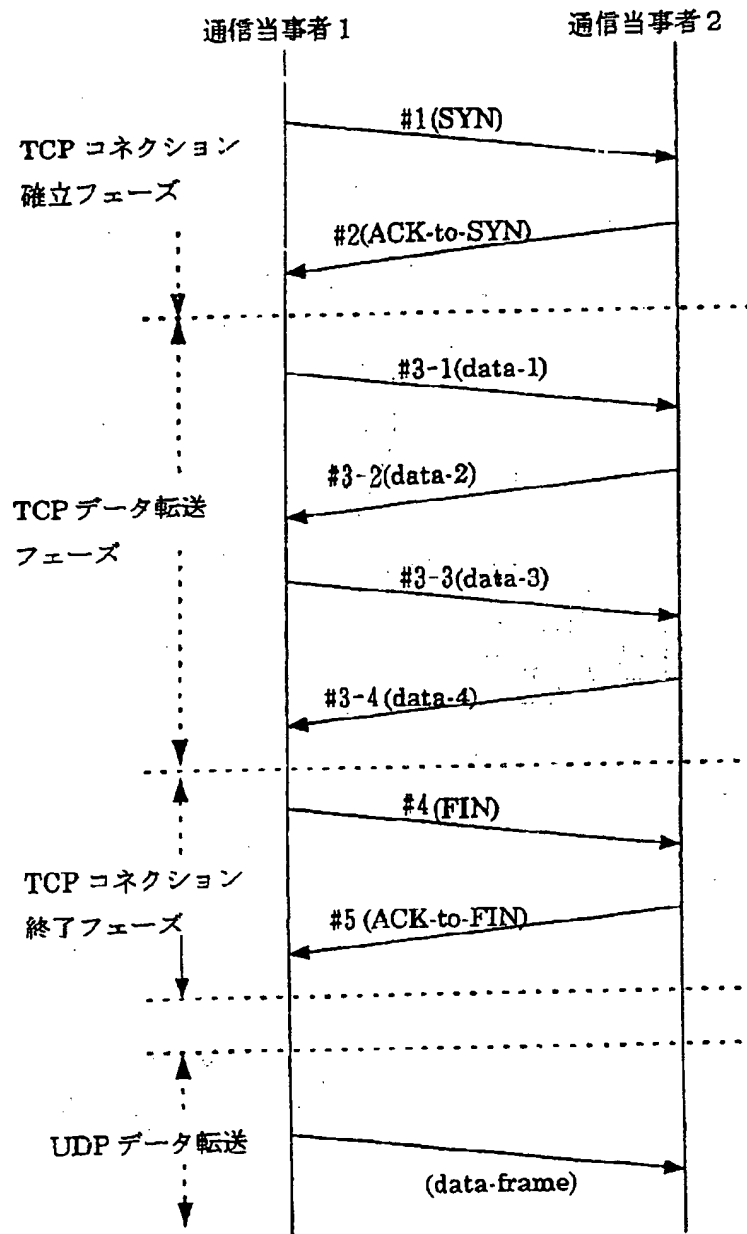 通信当事者1
通信当事者2
#1(SYN)
TCP コネクション
確立フェーズ
#2(ACK-to-SYN)
#3-1(data-1)
#3-2(data-2)
TCP データ転送
フェーズ
#3-3(data-3)
#3-4(data-4)
#4(FIN)
TCP コネクション
終了フェーズ
#5(ACK-to-FIN)
UDP データ転送
(data-frame)